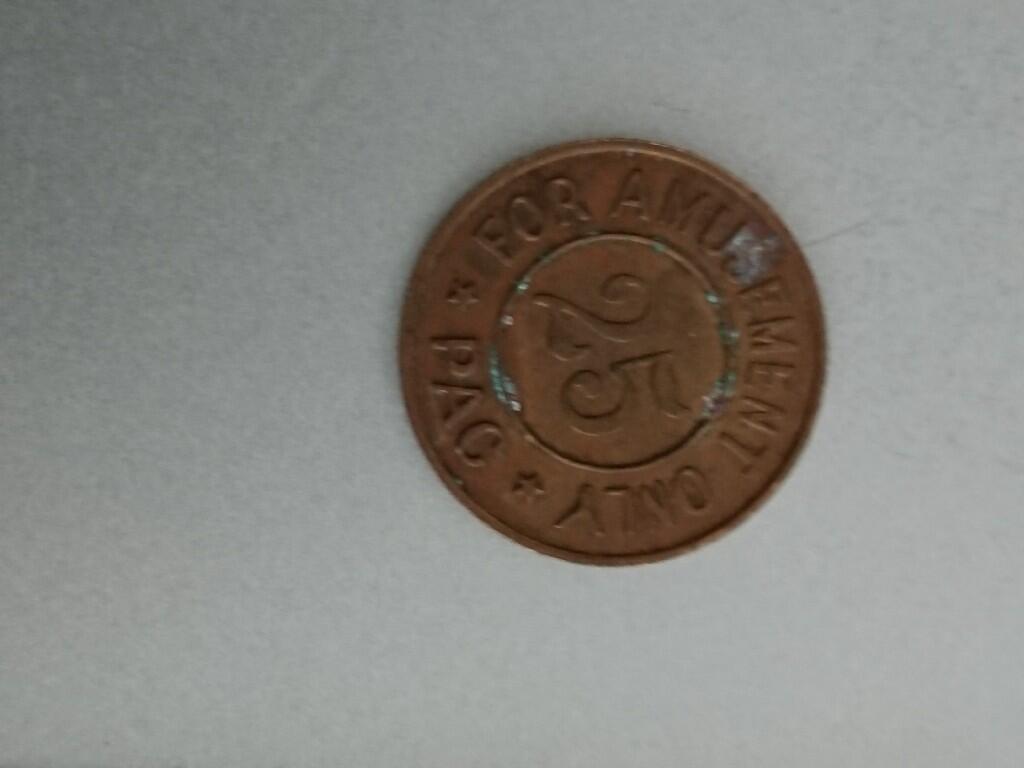 ★ FOR AMUSEMENT ONLY ★ PAC
25